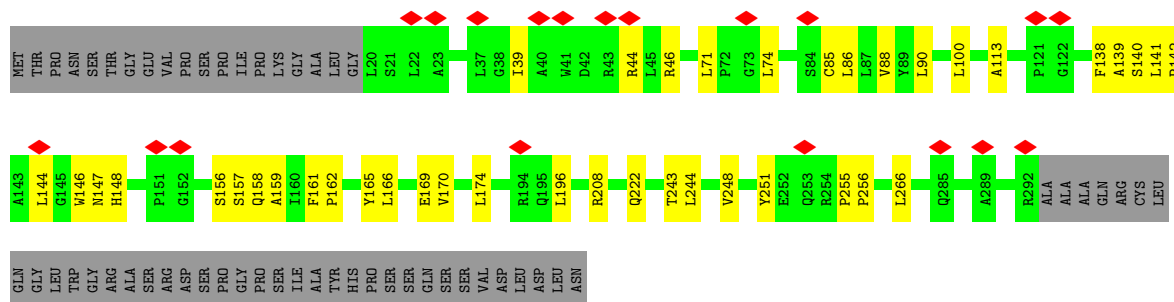 MET THR PRO ASN SER THR GLY GLU VAL PRO SER PRO ILE PRO LYS GLY ALA LEU GLY L20 S21 L22 A23 L37 G38 I39 A40 W41 D42 R43 R44 L45 R46 L71 P72 G73 L74 S84 C85 L86 L87 V88 Y89 L90 L100 A113 P121 G122 F138 A139 S140 L141
A143 L144 G145 W146 N147 H148 P151 G152 S156 S157 Q158 A159 I160 F161 P162 Y165 L166 E169 V170 L174 R194 Q195 L196 R208 Q222 T243 L244 V248 Y251 E252 Q253 R254 P255 P256 L266 Q285 A289 R292 ALA ALA ALA GLN ARG CYS LEU
GLN GLY LEU TRP GLY ARG ALA SER ARG ASP SER PRO GLY PRO SER ILE ALA TYR HIS PRO SER SER GLN SER SER VAL ASP LEU ASP LEU ASN